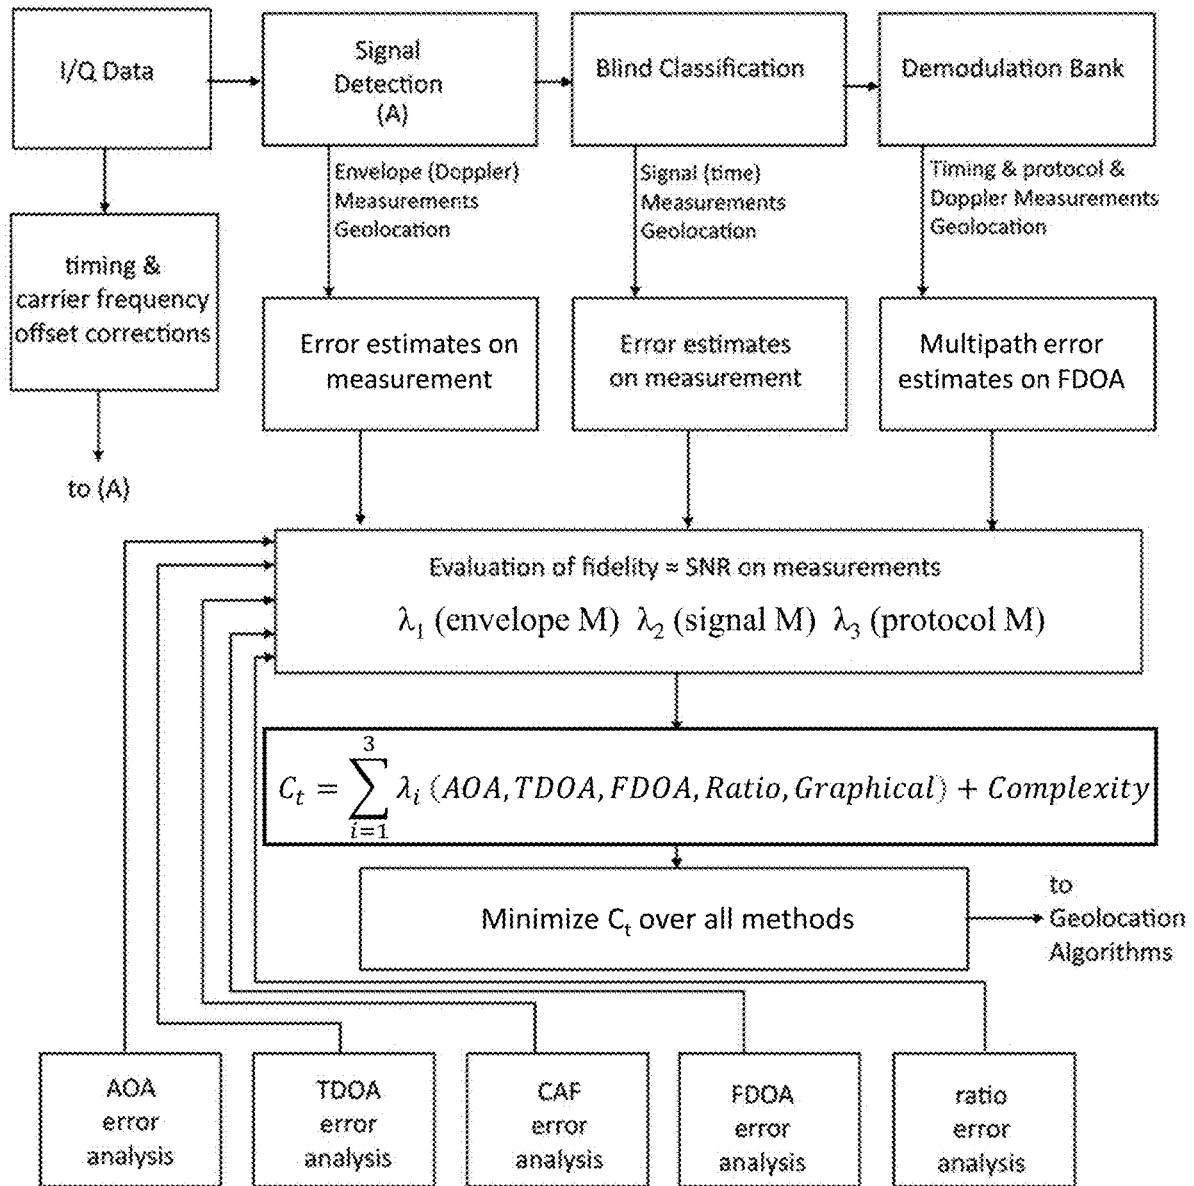 I/Q Data
Signal
Detection
(A)
Blind Classification
Demodulation Bank
Envelope (Doppler)
Measurements
Geolocation
Signal (time)
Measurements
Geolocation
Timing & protocol &
Doppler Measurements
Geolocation
timing &
carrier frequency
offset corrections
to (A)
Error estimates on
measurement
Error estimates
on measurement
Multipath error
estimates on FDOA
Evaluation of fidelity = SNR on measurements
λ₁ (envelope M) λ₂ (signal M) λ₃ (protocol M)
C_t = ∑_{i=1}^{3} λ_i (AOA, TDOA, FDOA, Ratio, Graphical) + Complexity
Minimize C_t over all methods
to
Geolocation
Algorithms
AOA
error
analysis
TDOA
error
analysis
CAF
error
analysis
FDOA
error
analysis
ratio
error
analysis